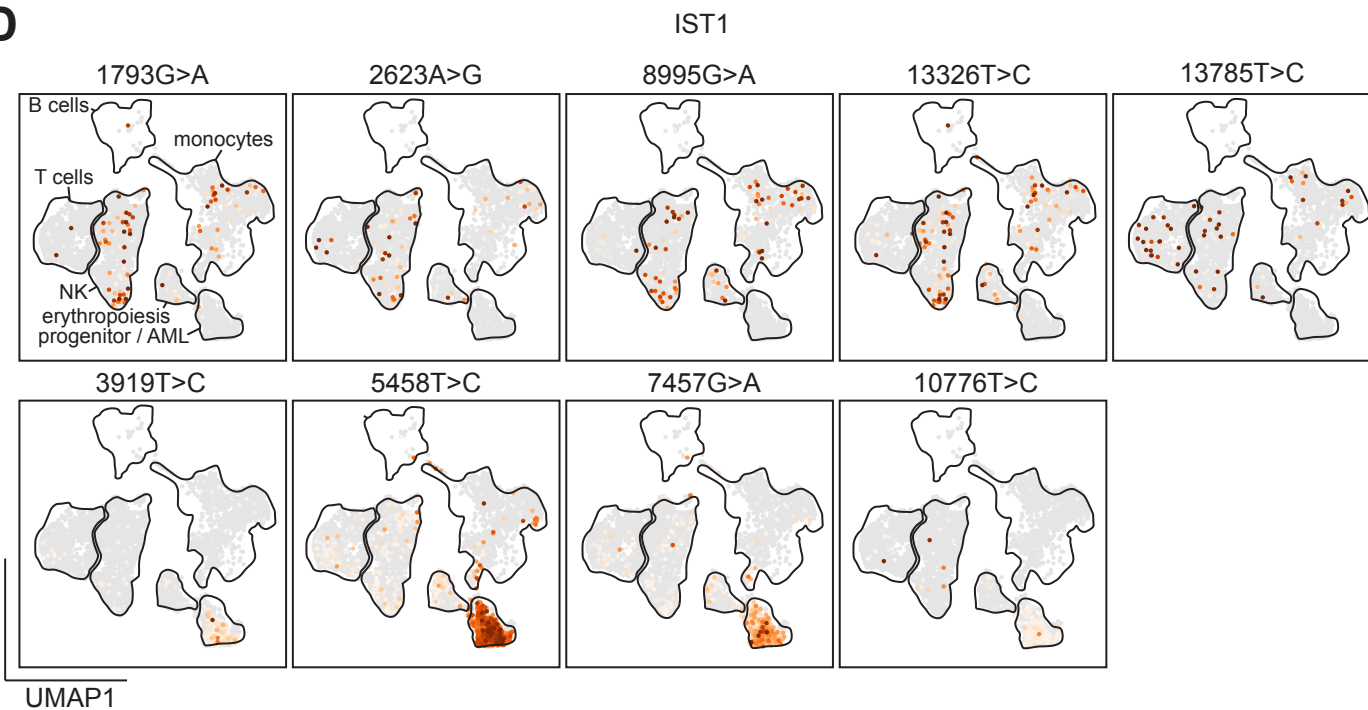 D
IST1
1793G>A
2623A>G
8995G>A
13326T>C
13785T>C
B cells
monocytes
T cells
NK
erythropoiesis
progenitor / AML
3919T>C
5458T>C
7457G>A
10776T>C
UMAP1